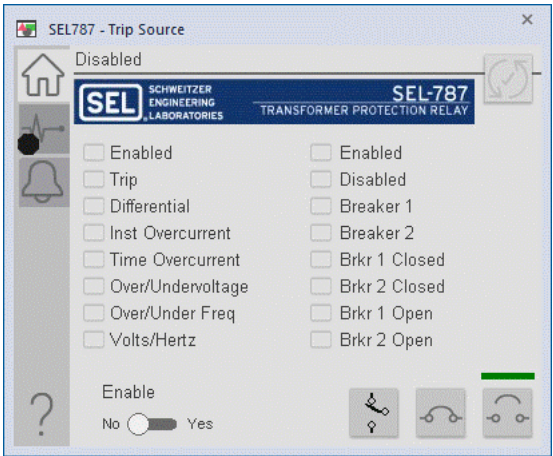 SEL787 - Trip Source
Disabled
SEL SCHWEITZER ENGINEERING LABORATORIES
SEL-787
TRANSFORMER PROTECTION RELAY
Enabled
Trip
Differential
Inst Overcurrent
Time Overcurrent
Over/Undervoltage
Over/Under Freq
Volts/Hertz
Enabled
Disabled
Breaker 1
Breaker 2
Brkr 1 Closed
Brkr 2 Closed
Brkr 1 Open
Brkr 2 Open
Enable
No Yes
?